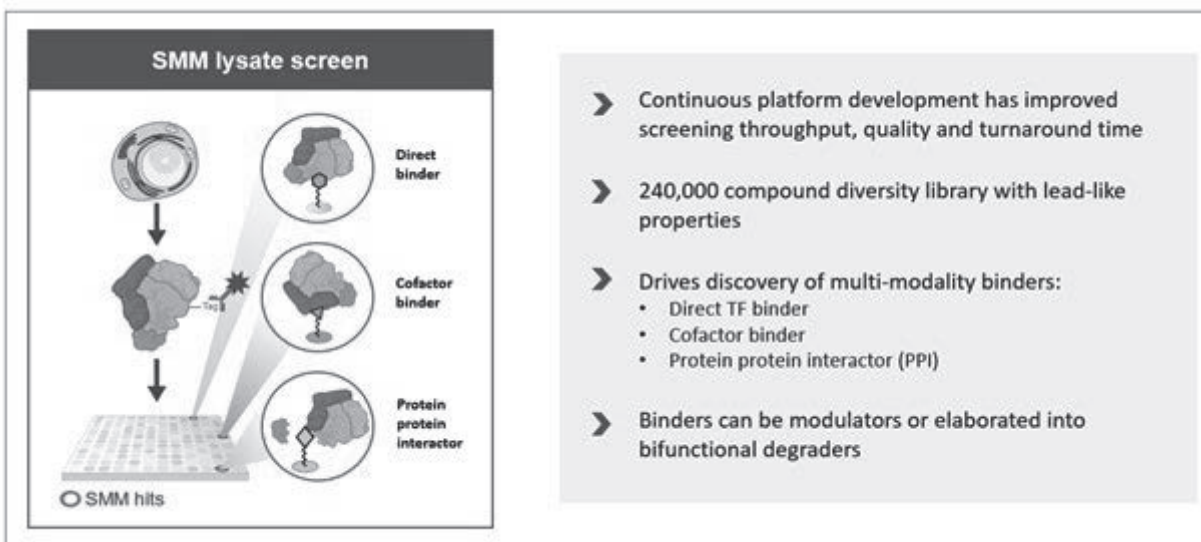 SMM lysate screen
Direct
binder
Tag
Cofactor
binder
Protein
protein
interactor
SMM hits
Continuous platform development has improved
screening throughput, quality and turnaround time
240,000 compound diversity library with lead-like
properties
Drives discovery of multi-modality binders:
• Direct TF binder
• Cofactor binder
• Protein protein interactor (PPI)
Binders can be modulators or elaborated into
bifunctional degraders